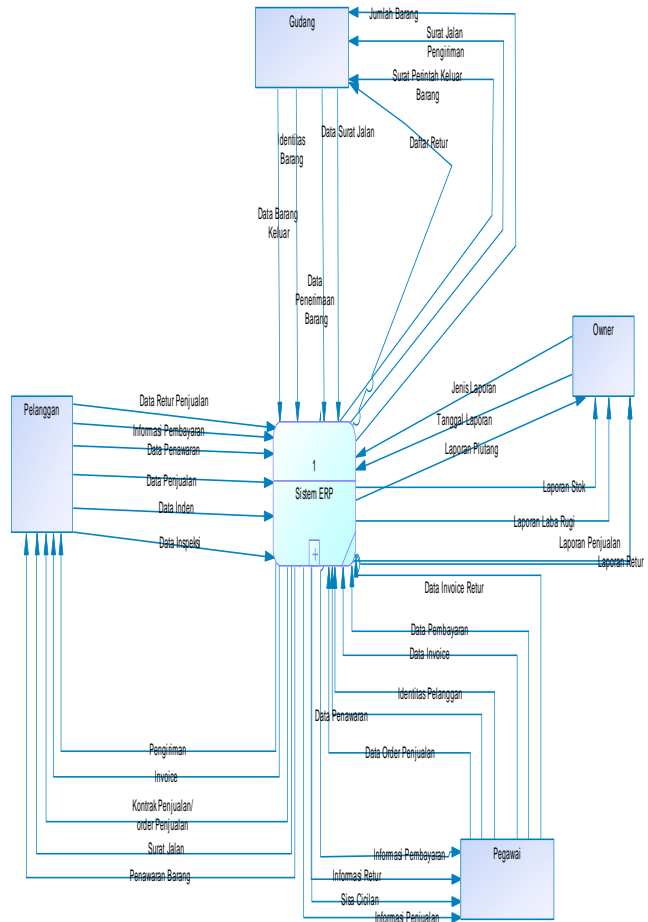 Gudang
Jumlah Barang
Surat Jalan
Pengiriman
Surat Perintah Keluar
Barang
Identitas
Barang
Data Surat Jalan
Daftar Retur
Data Barang
Keluar
Data
Penerimaan
Barang
Owner
Jenis Laporan
Tanggal Laporan
Laporan Piutang
Laporan Stok
Laporan Laba Rugi
Laporan Penjualan
Laporan Retur
Pelanggan
Data Retur Penjualan
Informasi Pembayaran
Data Penawaran
Data Penjualan
Data Inden
Data Inspeksi
1
Sistem ERP
+
Data Invoice Retur
Data Pembayaran
Data Invoice
Identitas Pelanggan
Data Penawaran
Data Order Penjualan
Pengiriman
Invoice
Kontrak Penjualan/
order Penjualan
Surat Jalan
Penawaran Barang
Pegawai
Informasi Pembayaran
Informasi Retur
Sisa Cicilan
Informasi Penjualan